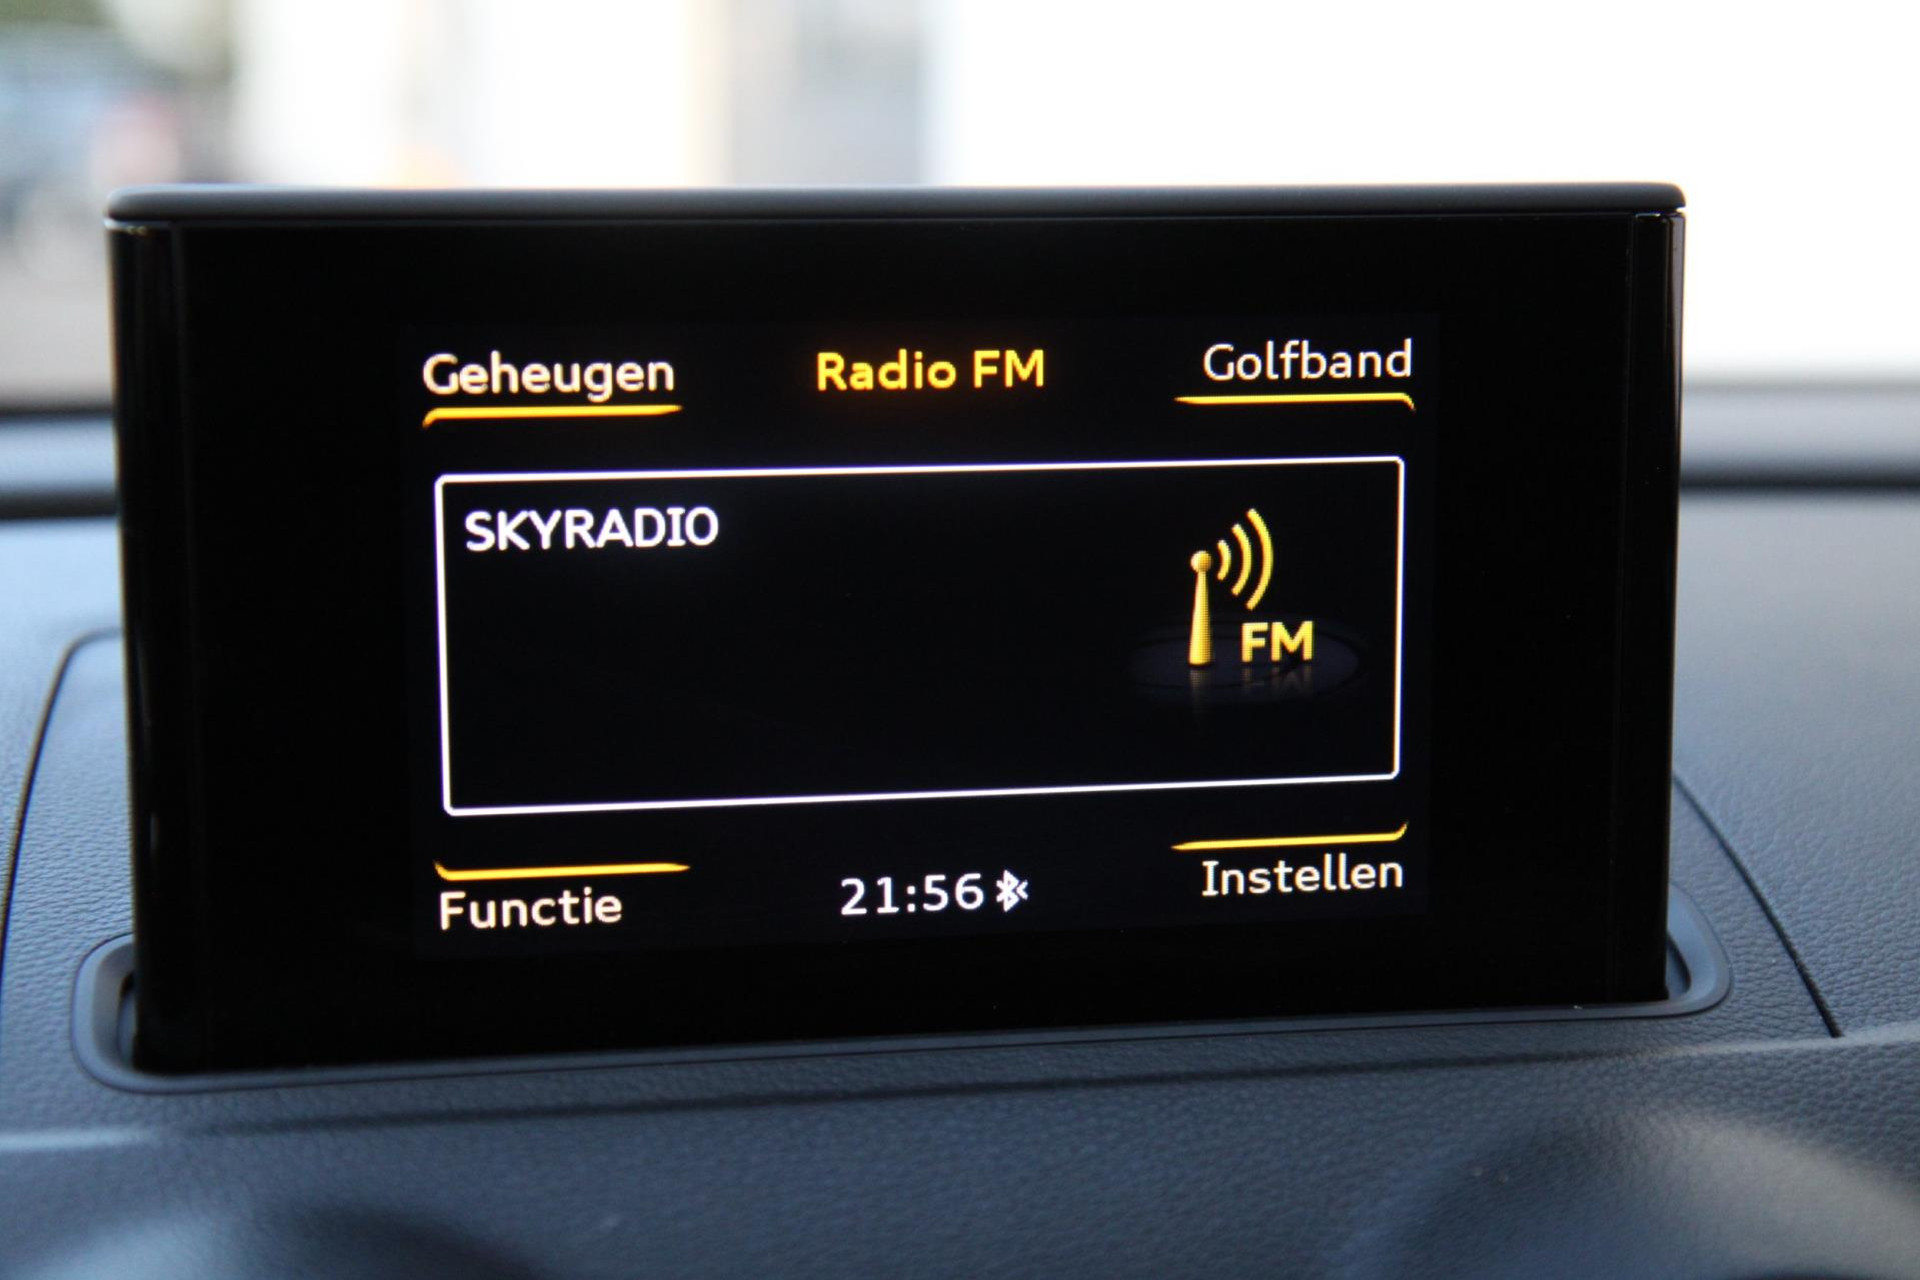 Geheugen
Radio FM
Golfband
SKYRADIO
FM
Functie
21:56
Instellen